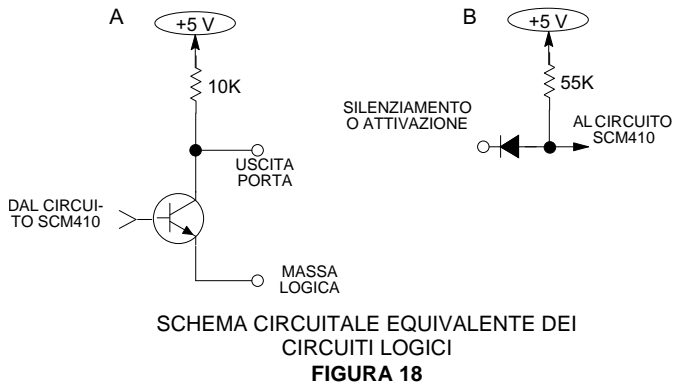 A
+5 V
10K
USCITA
PORTA
DAL CIRCUI-
TO SCM410
MASSA
LOGICA
B
+5 V
55K
SILENZIAMENTO
O ATTIVAZIONE
AL CIRCUITO
SCM410
SCHEMA CIRCUITALE EQUIVALENTE DEI
CIRCUITI LOGICI
FIGURA 18